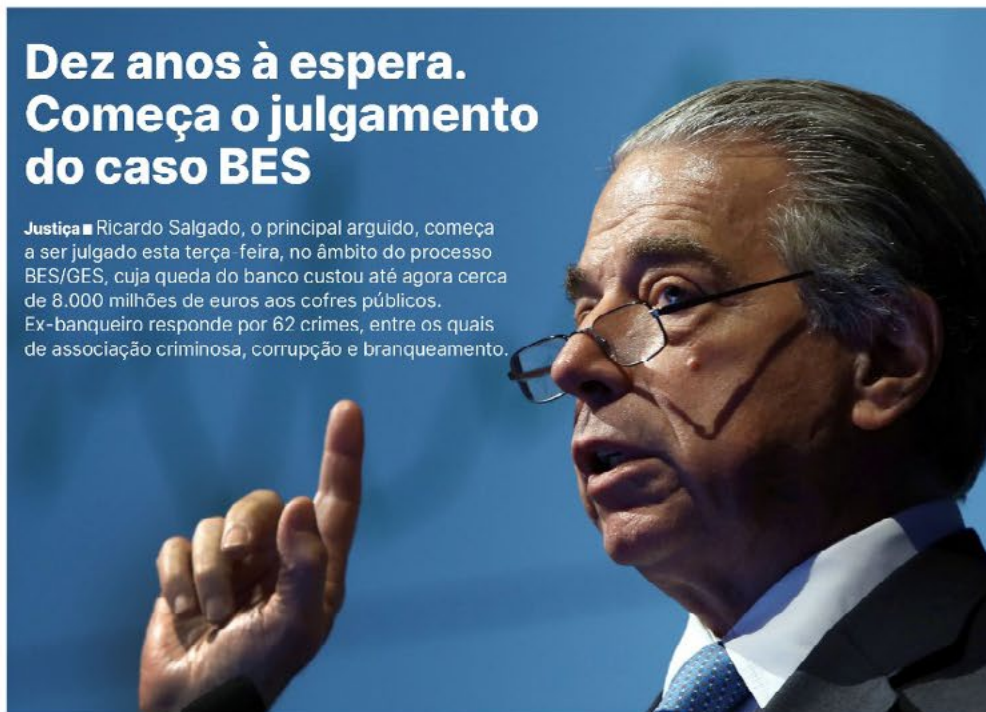 Dez anos à espera.
Começa o julgamento
do caso BES
Justiça ■ Ricardo Salgado, o principal arguido, começa
a ser julgado esta terça-feira, no âmbito do processo
BES/GES, cuja queda do banco custou até agora cerca
de 8.000 milhões de euros aos cofres públicos.
Ex-banqueiro responde por 62 crimes, entre os quais
de associação criminosa, corrupção e branqueamento.